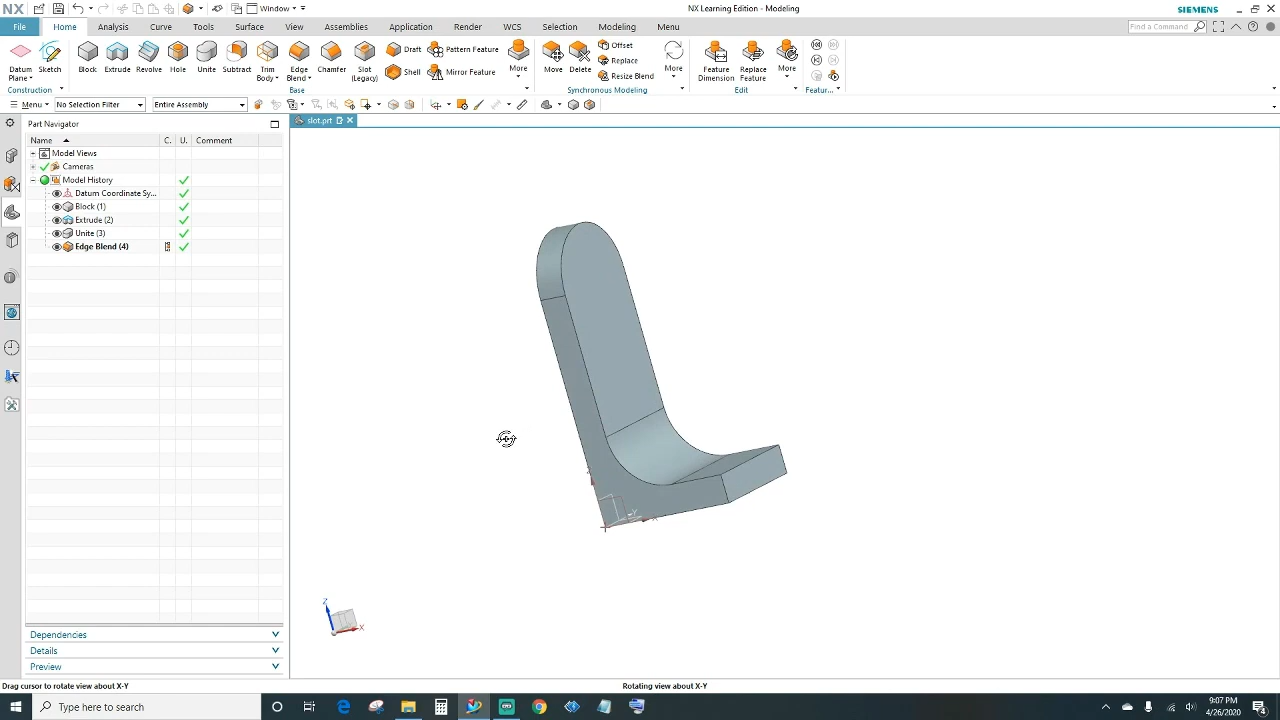 NX Window NX Learning Edition - Modeling SIEMENS
File Home Analysis Curve Tools Surface View Assemblies Application Render WCS Selection Modeling Menu Find a Command
Datum Plane Sketch Block Extrude Revolve Hole Unite Subtract Trim Body Edge Blend Chamfer Draft Shell Slot (Legacy) Pattern Feature Mirror Feature More Move Delete Offset Replace Resize Blend More Feature Dimension Replace Feature More
Construction Base Synchronous Modeling Edit Featur...
Menu No Selection Filter Entire Assembly
Part Navigator slot.prt
Name C. U. Comment
Model Views
Cameras
Model History
Datum Coordinate Sy...
Block (1)
Extrude (2)
Unite (3)
Edge Blend (4)
Y
X
Z
X
Dependencies
Details
Preview
Drag cursor to rotate view about X-Y Rotating view about X-Y
Type here to search
9:07 PM
4/26/2020